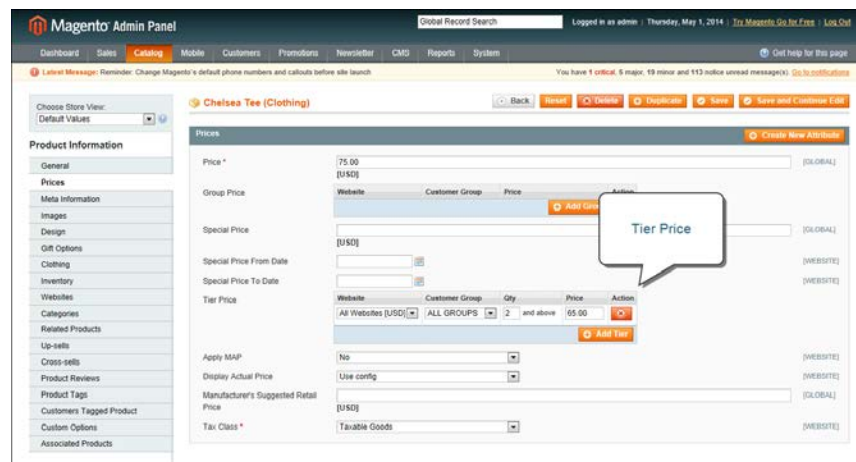 Magento Admin Panel
Global Record Search
Logged in as admin | Thursday, May 1, 2014 | Try Magento Go for Free | Log Out
Dashboard Sales Catalog Mobile Customers Promotions Newsletter CMS Reports System
Get help for this page
Latest Message: Reminder: Change Magento's default phone numbers and callouts before site launch
You have 1 critical, 5 major, 19 minor and 113 notice unread message(s). Go to notifications
Choose Store View:
Default Values
Product Information
General
Prices
Meta Information
Images
Design
Gift Options
Clothing
Inventory
Websites
Categories
Related Products
Up-sells
Cross-sells
Product Reviews
Product Tags
Customers Tagged Product
Custom Options
Associated Products
Chelsea Tee (Clothing)
Back Reset Delete Duplicate Save Save and Continue Edit
Prices
Create New Attribute
Price * 75.00 [GLOBAL]
[USD]
Group Price Website Customer Group Price Action
Add
Tier Price
Special Price [GLOBAL]
[USD]
Special Price From Date [WEBSITE]
Special Price To Date [WEBSITE]
Tier Price Website Customer Group Qty Price Action
All Websites [USD] ALL GROUPS 2 and above 65.00
Add Tier
Apply MAP No [WEBSITE]
Display Actual Price Use config [WEBSITE]
Manufacturer's Suggested Retail [GLOBAL]
Price [USD]
Tax Class * Taxable Goods [WEBSITE]